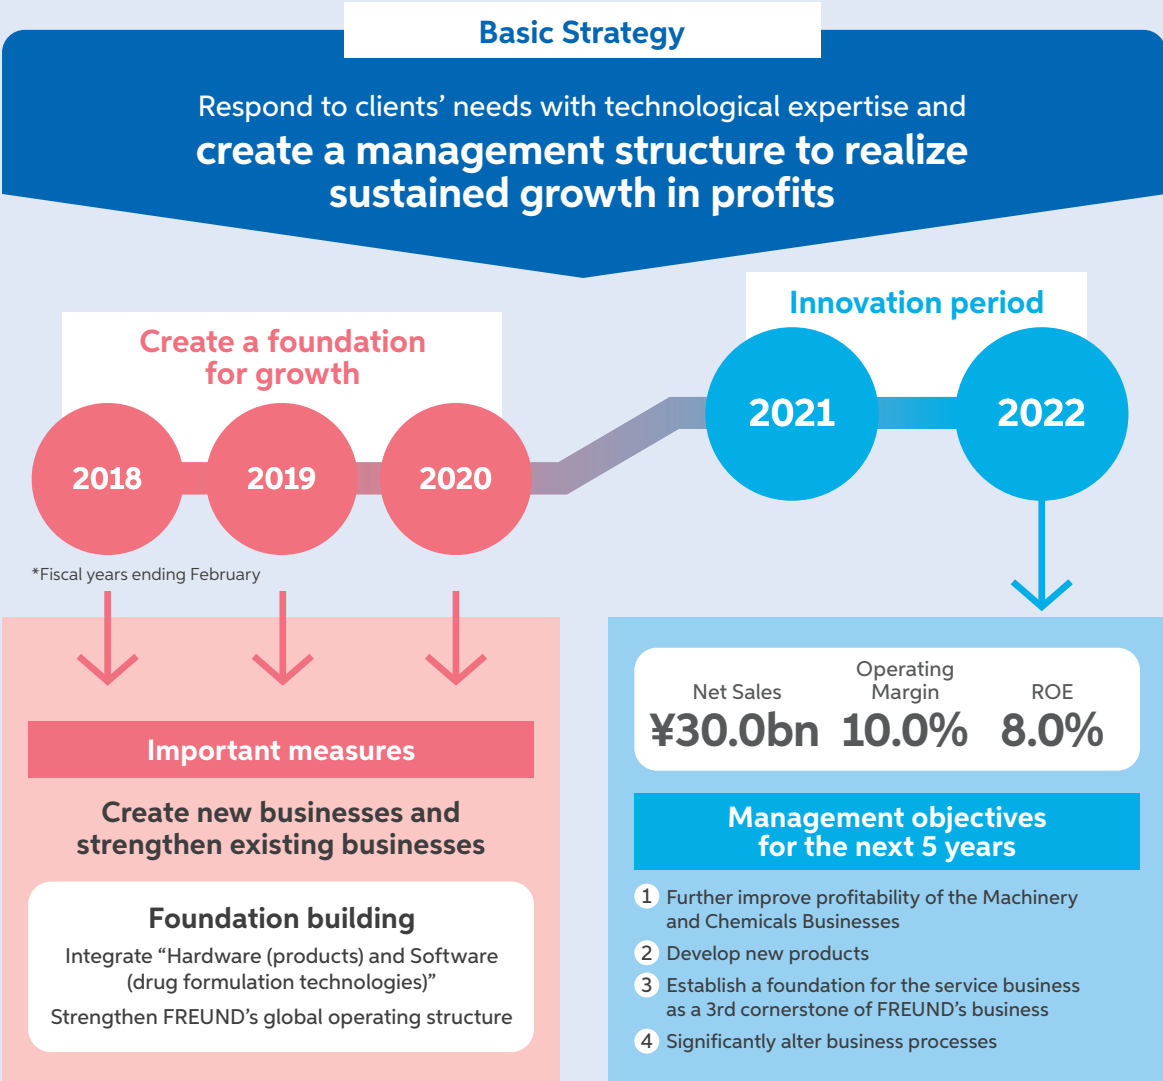 Basic Strategy
Respond to clients’ needs with technological expertise and
create a management structure to realize
sustained growth in profits
Create a foundation
for growth
2018
2019
2020
*Fiscal years ending February
Innovation period
2021
2022
Important measures
Create new businesses and
strengthen existing businesses
Foundation building
Integrate “Hardware (products) and Software
(drug formulation technologies)”
Strengthen FREUND’s global operating structure
Net Sales
¥30.0bn
Operating
Margin
10.0%
ROE
8.0%
Management objectives
for the next 5 years
1 Further improve profitability of the Machinery
and Chemicals Businesses
2 Develop new products
3 Establish a foundation for the service business
as a 3rd cornerstone of FREUND’s business
4 Significantly alter business processes